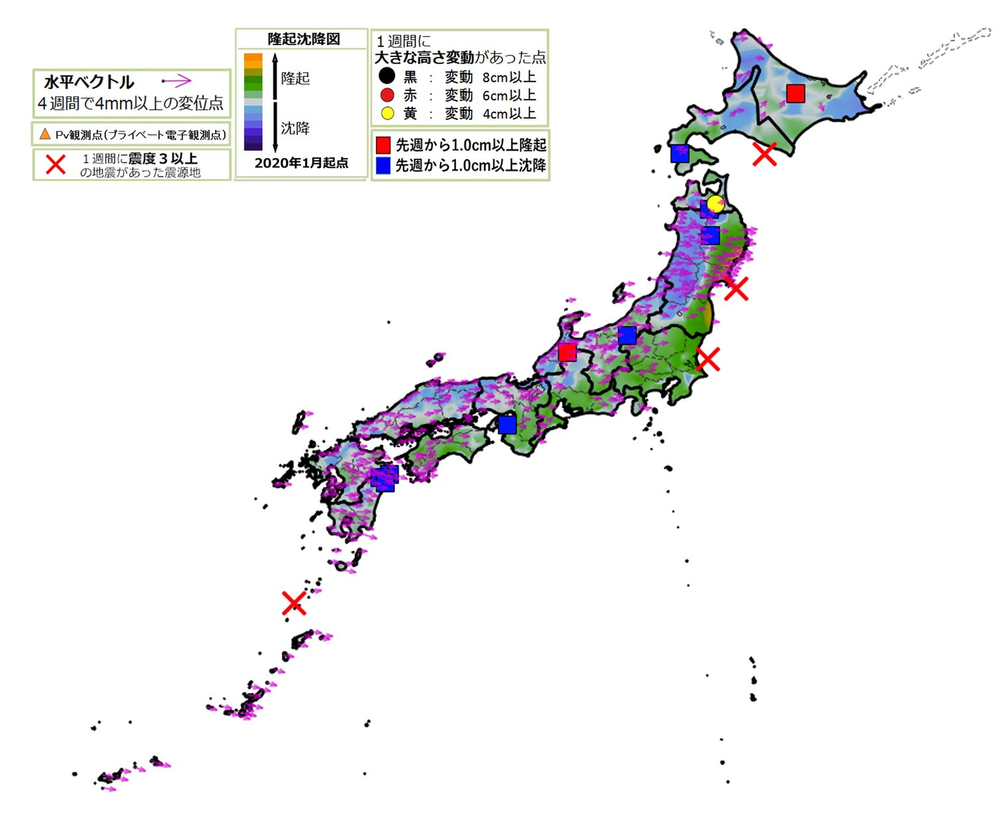 水平ベクトル
４週間で4mm以上の変位点
Pv観測点(プライベート電子観測点)
１週間に震度３以上
の地震があった震源地
隆起沈降図
隆起
沈降
2020年1月起点
１週間に
大きな高さ変動があった点
黒 ： 変動 8cm以上
赤 ： 変動 6cm以上
黄 ： 変動 4cm以上
先週から1.0cm以上隆起
先週から1.0cm以上沈降